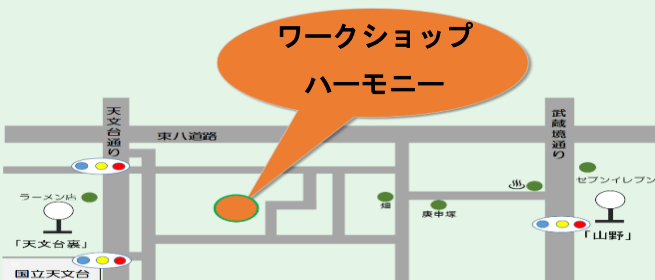 ワークショップ
ハーモニー
天文台通り
東八道路
武蔵境通り
ラーメン店
セブンイレブン
畑
庚申塚
「天文台裏」
「山野」
国立天文台